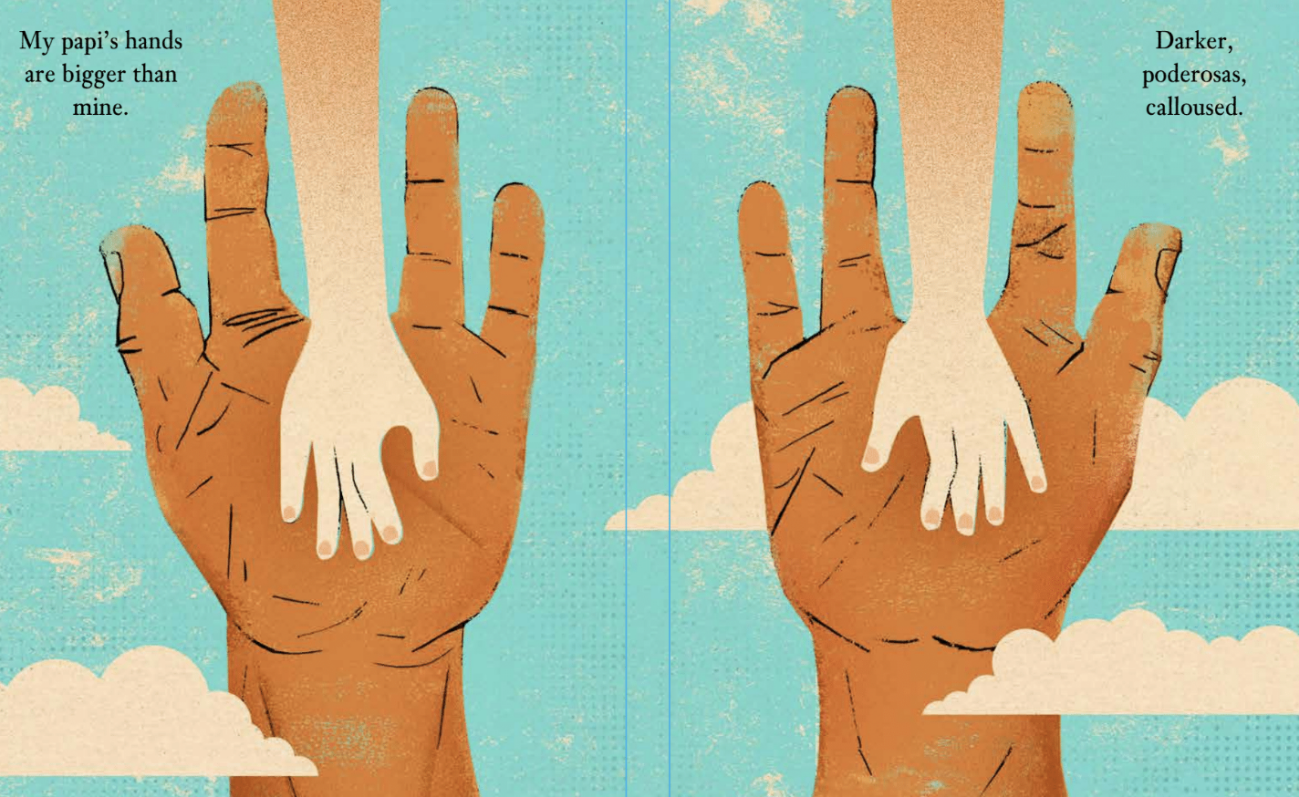 My papi’s hands
are bigger than
mine.
Darker,
poderosas,
calloused.